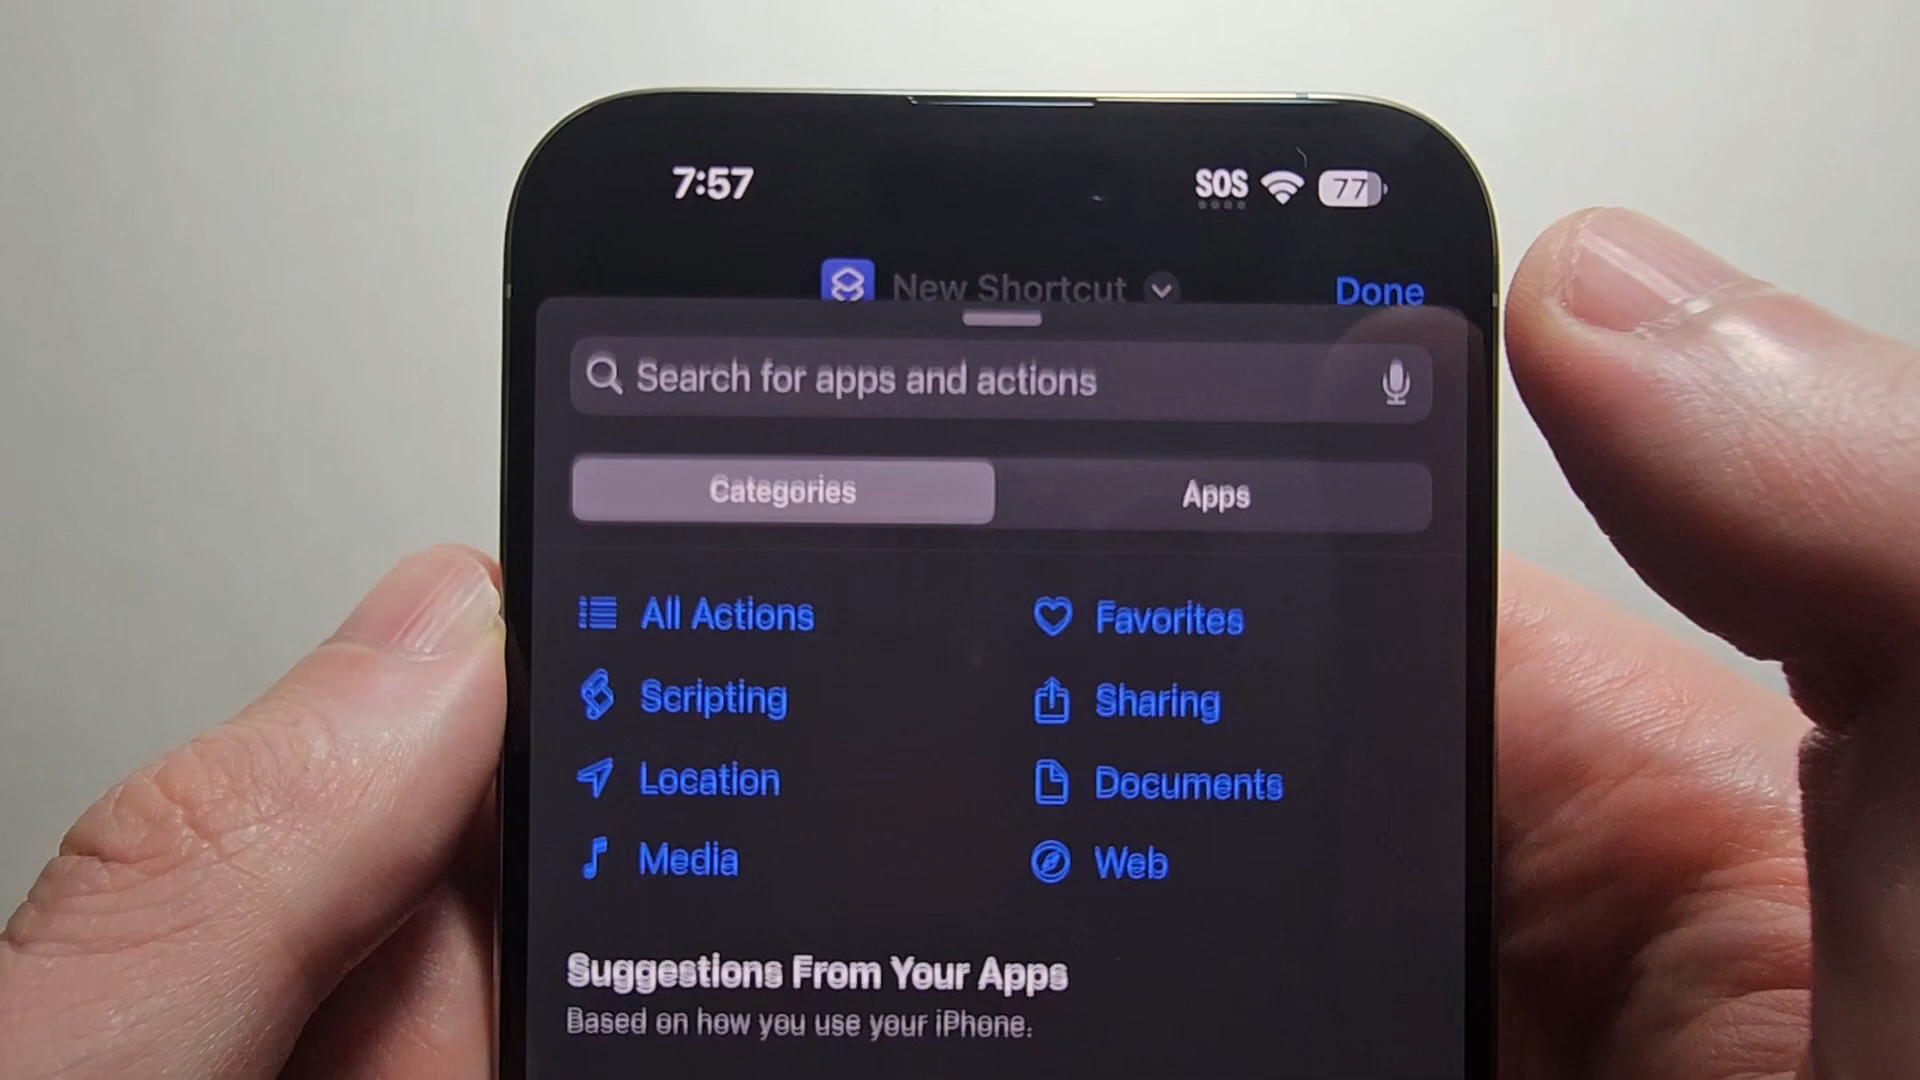 7:57
SOS
77
New Shortcut
Done
Search for apps and actions
Categories
Apps
All Actions
Favorites
Scripting
Sharing
Location
Documents
Media
Web
Suggestions From Your Apps
Based on how you use your iPhone.